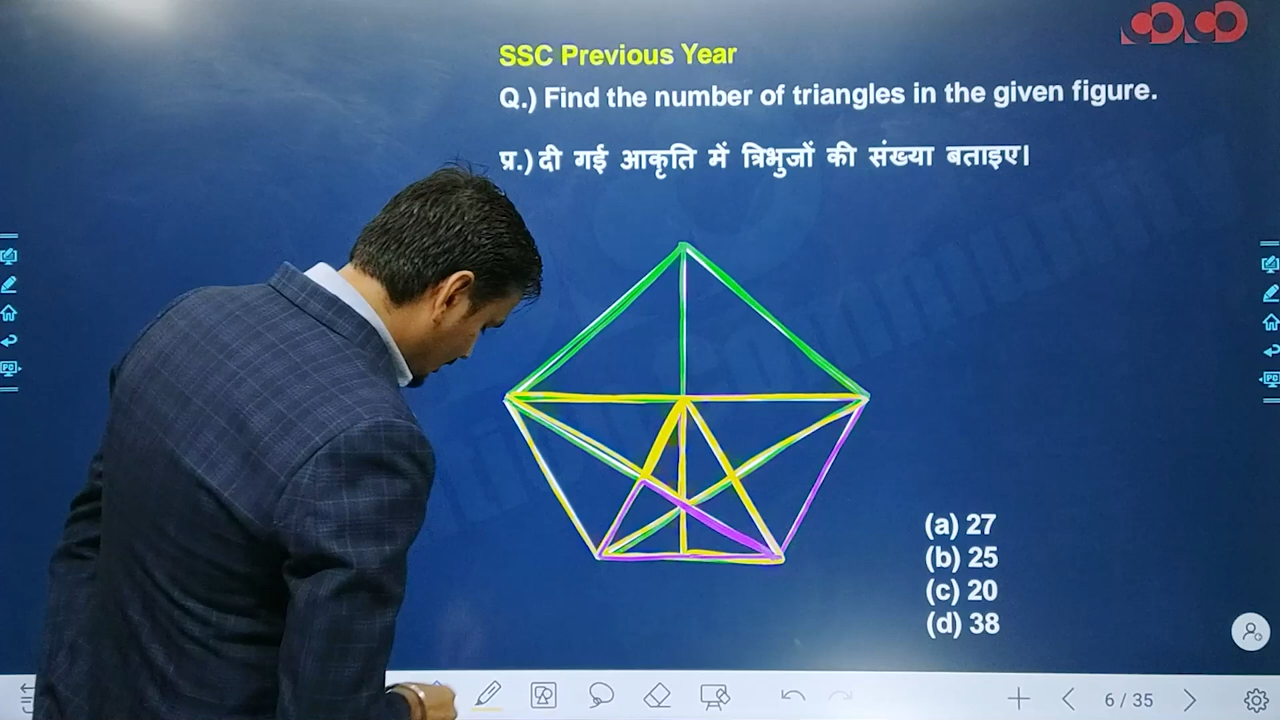 SSC Previous Year
Q.) Find the number of triangles in the given figure.
प्र.) दी गई आकृति में त्रिभुजों की संख्या बताइए।
(a) 27
(b) 25
(c) 20
(d) 38
6 / 35